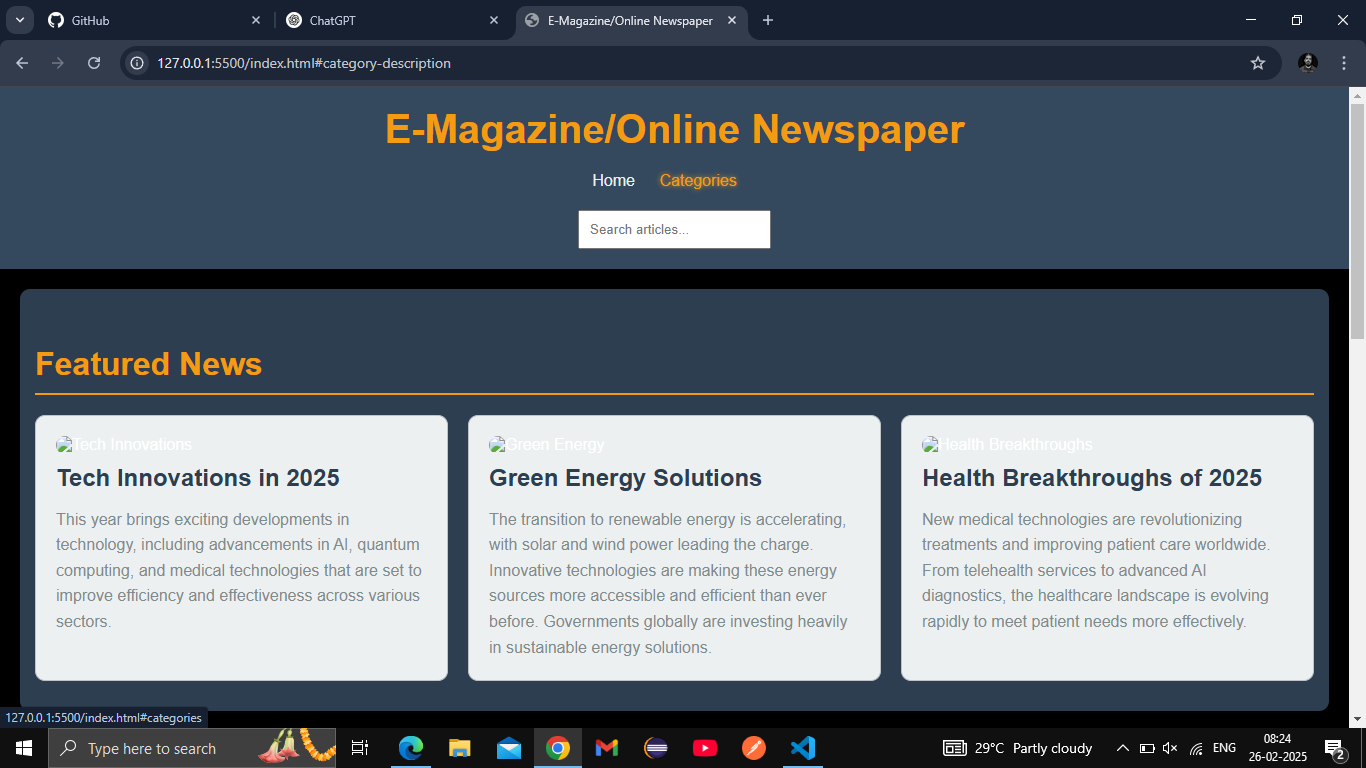 GitHub
ChatGPT
E-Magazine/Online Newspaper
127.0.0.1:5500/index.html#category-description
E-Magazine/Online Newspaper
Home Categories
Search articles...
Featured News
Tech Innovations
Tech Innovations in 2025
This year brings exciting developments in
technology, including advancements in AI, quantum
computing, and medical technologies that are set to
improve efficiency and effectiveness across various
sectors.
Green Energy
Green Energy Solutions
The transition to renewable energy is accelerating,
with solar and wind power leading the charge.
Innovative technologies are making these energy
sources more accessible and efficient than ever
before. Governments globally are investing heavily
in sustainable energy solutions.
Health Breakthroughs
Health Breakthroughs of 2025
New medical technologies are revolutionizing
treatments and improving patient care worldwide.
From telehealth services to advanced AI
diagnostics, the healthcare landscape is evolving
rapidly to meet patient needs more effectively.
127.0.0.1:5500/index.html#categories
Type here to search
29°C Partly cloudy
ENG
08:24
26-02-2025
2